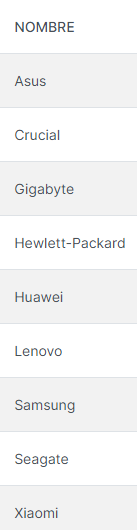 NOMBRE
Asus
Crucial
Gigabyte
Hewlett-Packard
Huawei
Lenovo
Samsung
Seagate
Xiaomi